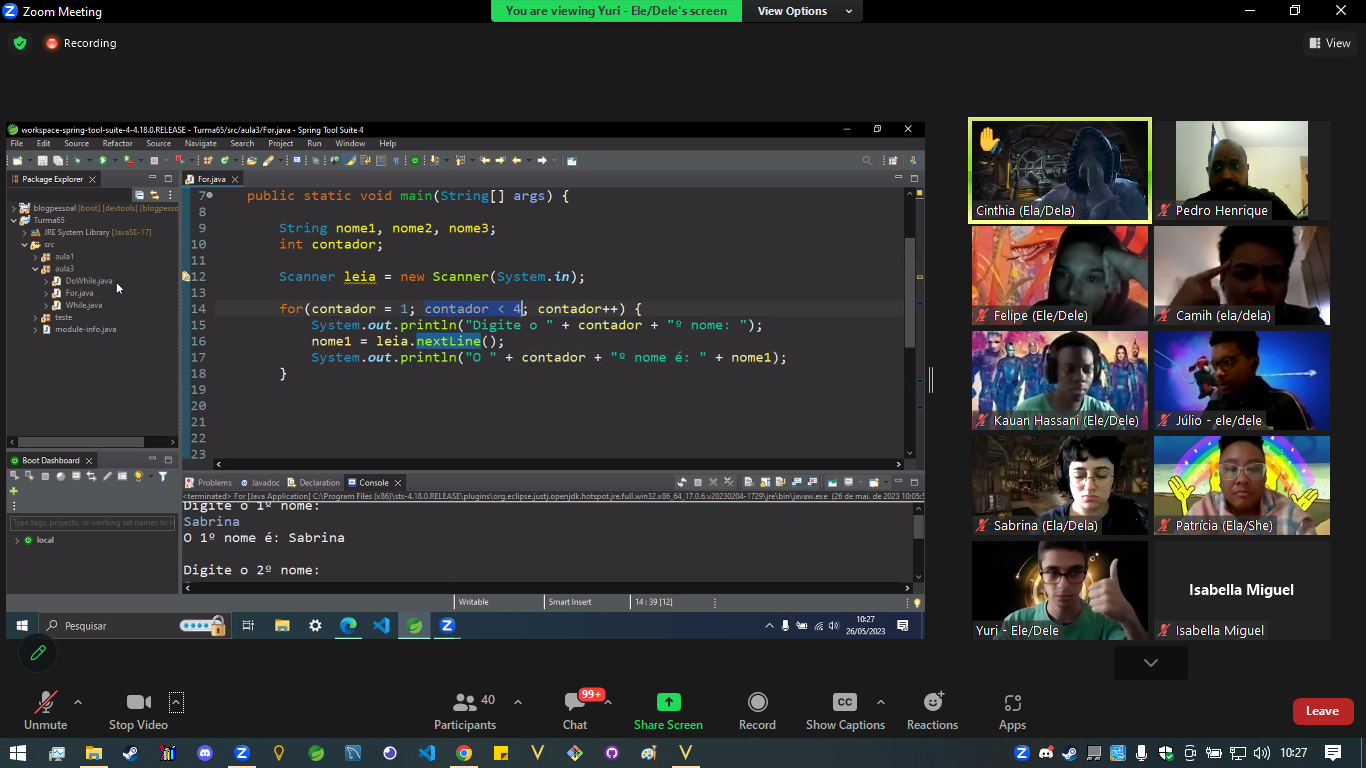 Zoom Meeting
You are viewing Yuri - Ele/Dele's screen
View Options
Recording
View
workspace-spring-tool-suite-4-4.18.0.RELEASE - Turma65/src/aula3/For.java - Spring Tool Suite 4
File Edit Source Refactor Source Navigate Search Project Run Window Help
Package Explorer
blogpessoal [boot] [devtools] [blogpesso
Turma65
JRE System Library [JavaSE-17]
src
aula1
aula3
DoWhile.java
For.java
While.java
teste
module-info.java
For.java
7 public static void main(String[] args) {
8
9 String nome1, nome2, nome3;
10 int contador;
11
12 Scanner leia = new Scanner(System.in);
13
14 for(contador = 1; contador < 4; contador++) {
15 System.out.println("Digite o " + contador + "º nome: ");
16 nome1 = leia.nextLine();
17 System.out.println("O " + contador + "º nome é: " + nome1);
18 }
19
20
21
22
23
Boot Dashboard
Type tags, projects, or working set names to n
local
Problems Javadoc Declaration Console
<terminated> For [Java Application] C:\Program Files (x86)\sts-4.18.0.RELEASE\plugins\org.eclipse.justj.openjdk.hotspot.jre.full.win32.x86_64_17.0.6.v20230204-1729\jre\bin\javaw.exe (26 de mai. de 2023 10:05:5
Digite o 1º nome:
Sabrina
O 1º nome é: Sabrina
Digite o 2º nome:
Writable
Smart Insert
14 : 39 [12]
Pesquisar
10:27
26/05/2023
Cinthia (Ela/Dela)
Pedro Henrique
Felipe (Ele/Dele)
Camih (ela/dela)
Kauan Hassani (Ele/Dele)
Júlio - ele/dele
Sabrina (Ela/Dela)
Patrícia (Ela/She)
Yuri - Ele/Dele
Isabella Miguel
Isabella Miguel
Unmute
Stop Video
40
Participants
99+
Chat
Share Screen
Record
CC
Show Captions
Reactions
Apps
Leave
10:27